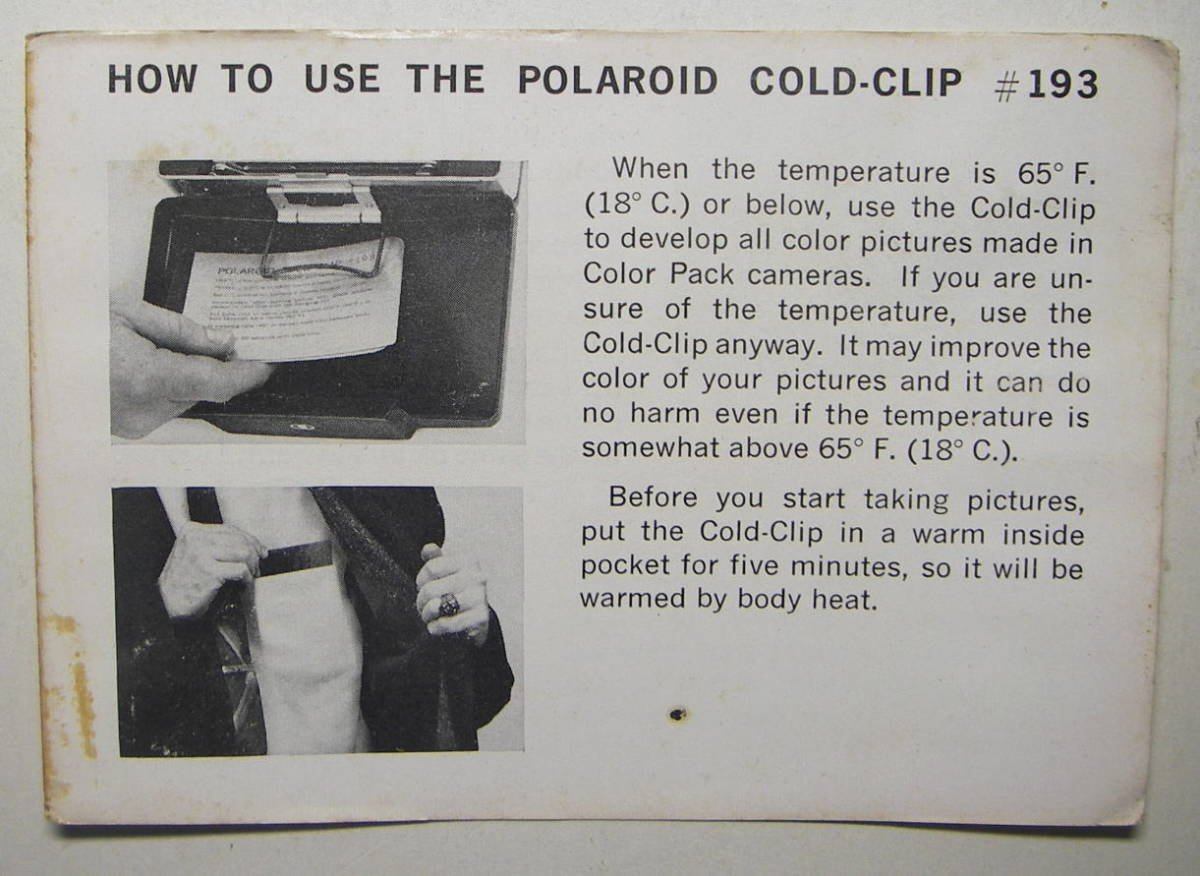 HOW TO USE THE POLAROID COLD-CLIP #193
When the temperature is 65° F.
(18° C.) or below, use the Cold-Clip
to develop all color pictures made in
Color Pack cameras. If you are un-
sure of the temperature, use the
Cold-Clip anyway. It may improve the
color of your pictures and it can do
no harm even if the temperature is
somewhat above 65° F. (18° C.).
Before you start taking pictures,
put the Cold-Clip in a warm inside
pocket for five minutes, so it will be
warmed by body heat.